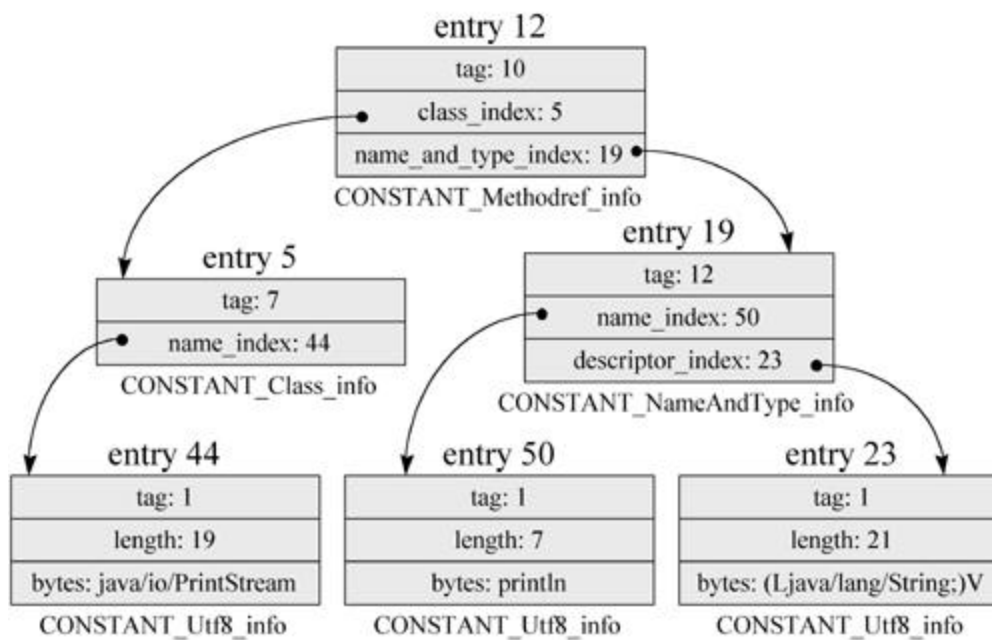 entry 12
tag: 10
class_index: 5
name_and_type_index: 19
CONSTANT_Methodref_info
entry 5
tag: 7
name_index: 44
CONSTANT_Class_info
entry 19
tag: 12
name_index: 50
descriptor_index: 23
CONSTANT_NameAndType_info
entry 44
tag: 1
length: 19
bytes: java/io/PrintStream
CONSTANT_Utf8_info
entry 50
tag: 1
length: 7
bytes: println
CONSTANT_Utf8_info
entry 23
tag: 1
length: 21
bytes: (Ljava/lang/String;)V
CONSTANT_Utf8_info